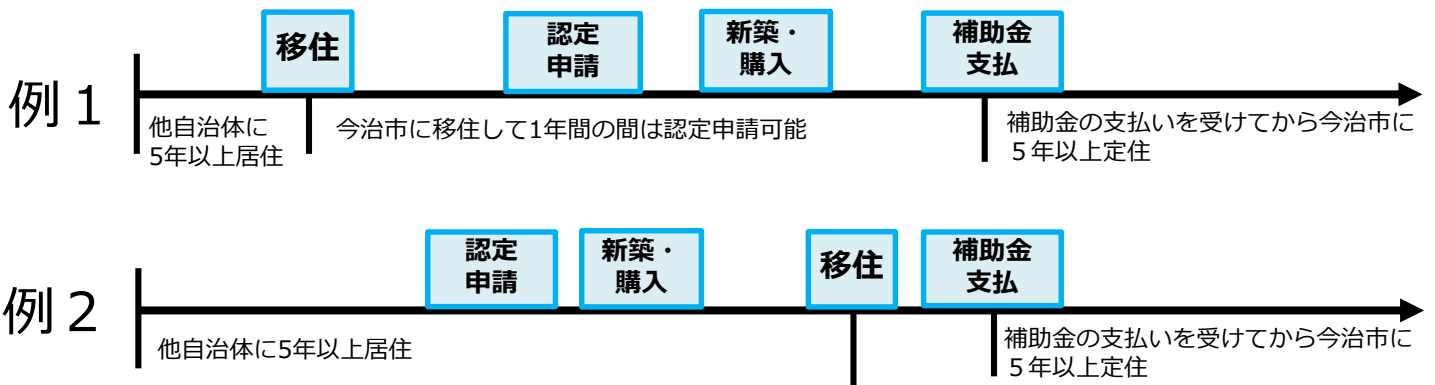 例１
移住
認定
申請
新築・
購入
補助金
支払
他自治体に
5年以上居住
今治市に移住して1年間の間は認定申請可能
補助金の支払いを受けてから今治市に
５年以上定住
例２
認定
申請
新築・
購入
移住
補助金
支払
他自治体に5年以上居住
補助金の支払いを受けてから今治市に
５年以上定住